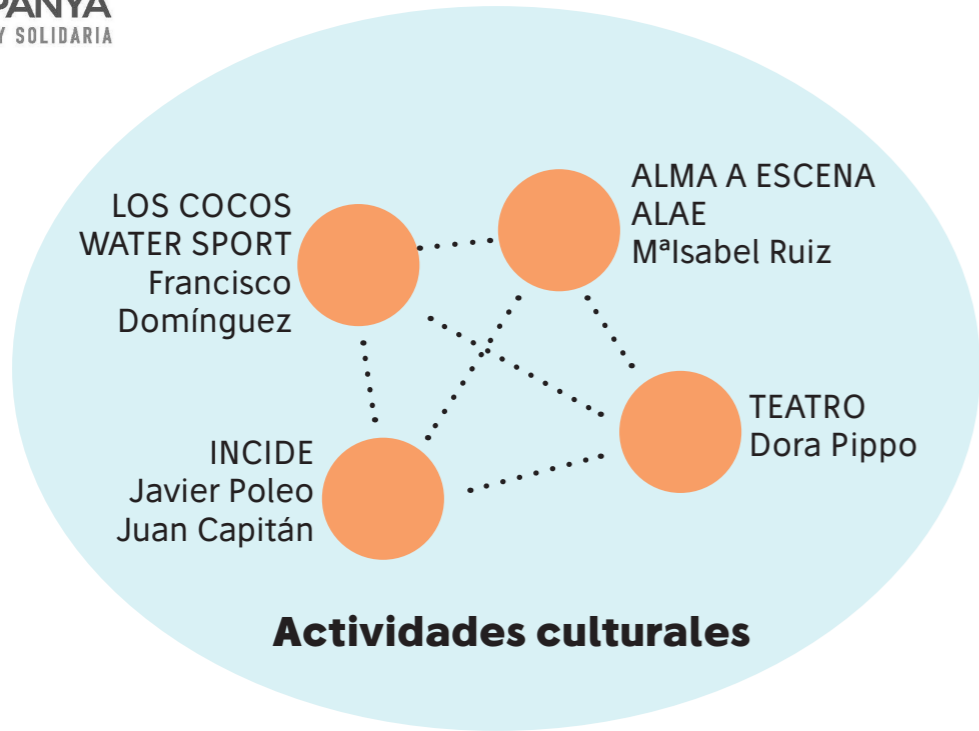 PANYA
Y SOLIDARIA
LOS COCOS
WATER SPORT
Francisco
Domínguez
ALMA A ESCENA
ALAE
MªIsabel Ruiz
INCIDE
Javier Poleo
Juan Capitán
TEATRO
Dora Pippo
Actividades culturales